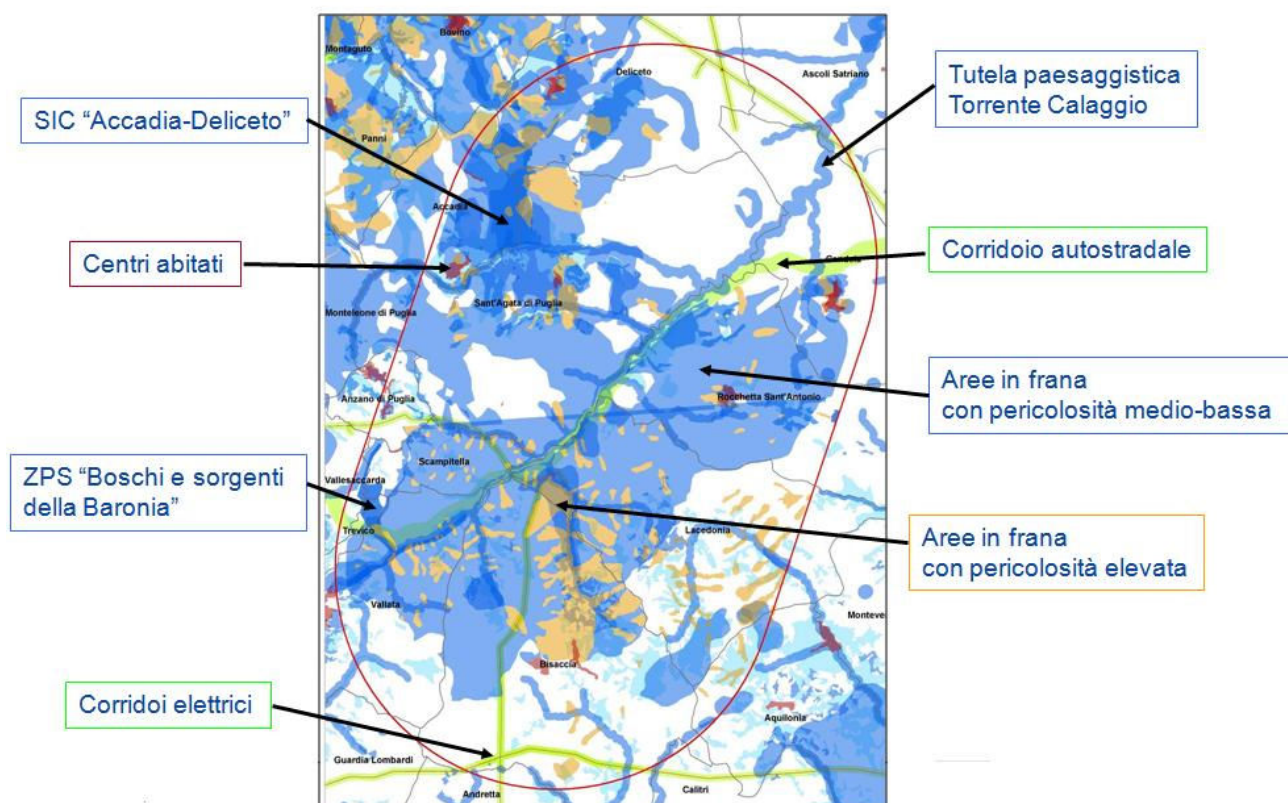 Bovino
Montaguto
Deliceto
Ascoli Satriano
Tutela paesaggistica
Torrente Calaggio
SIC “Accadia-Deliceto”
Panni
Accadia
Centri abitati
Corridoio autostradale
Candela
Sant'Agata di Puglia
Monteleone di Puglia
Aree in frana
con pericolosità medio-bassa
Anzano di Puglia
Rocchetta Sant'Antonio
ZPS “Boschi e sorgenti
della Baronia”
Scampitella
Vallesaccarda
Trevico
Lacedonia
Aree in frana
con pericolosità elevata
Vallata
Monteve
Bisaccia
Corridoi elettrici
Aquilonia
Guardia Lombardi
Andretta
Calitri